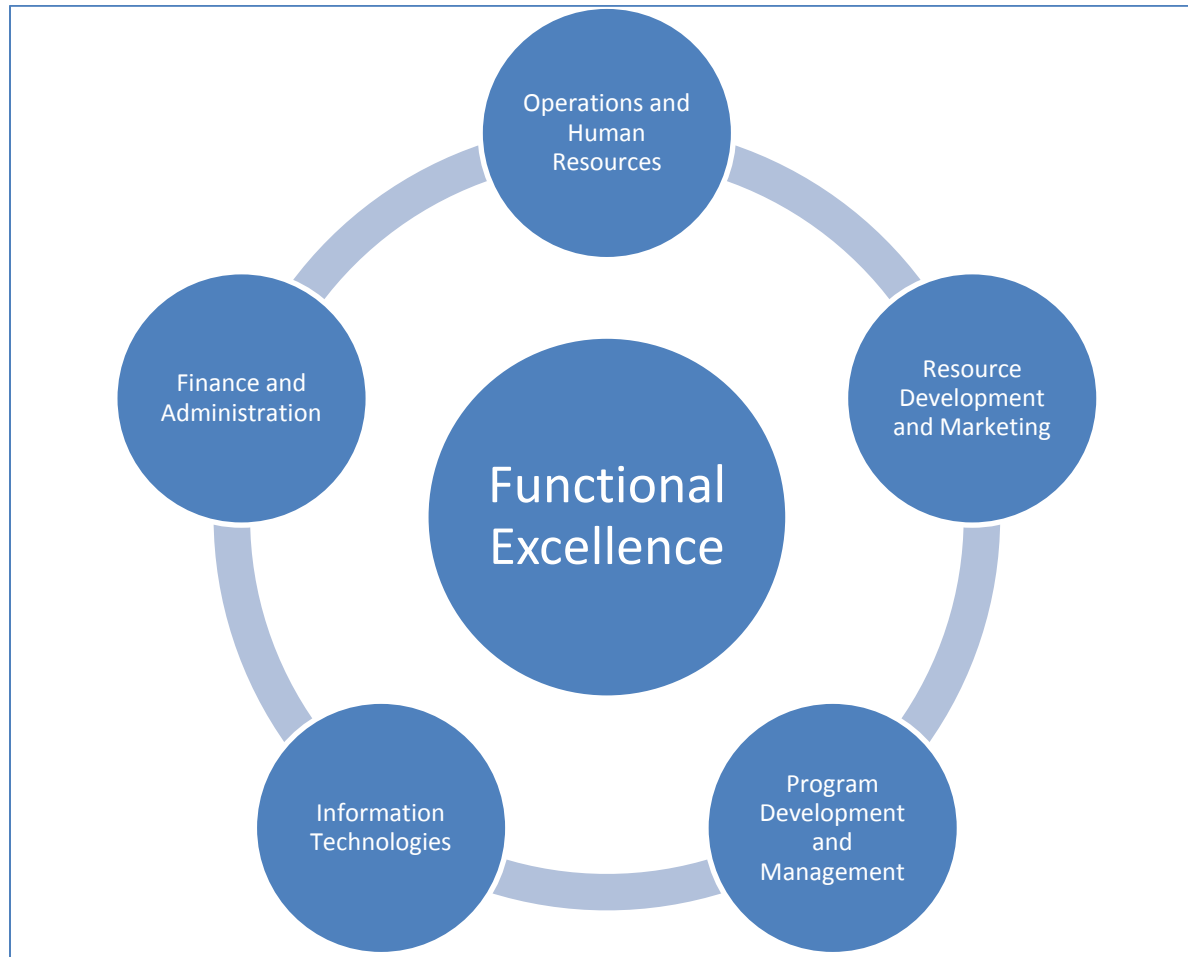 Operations and
Human
Resources
Finance and
Administration
Resource
Development
and Marketing
Functional
Excellence
Information
Technologies
Program
Development
and
Management